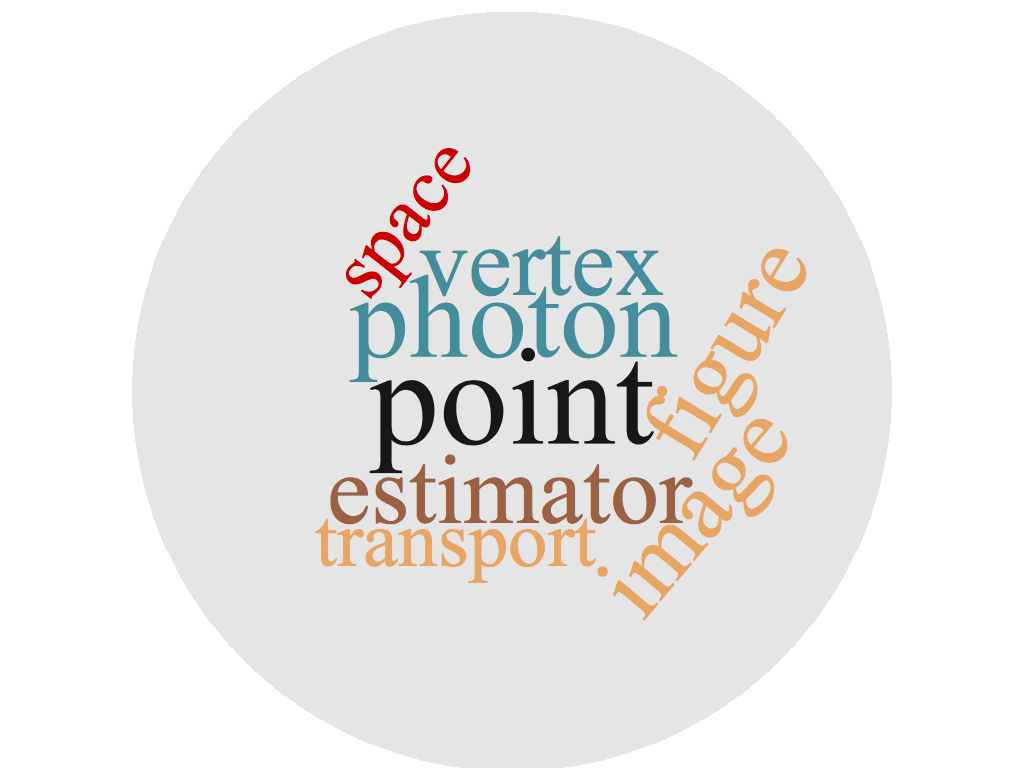 space
vertex
photon
figure
point
image
estimator
transport